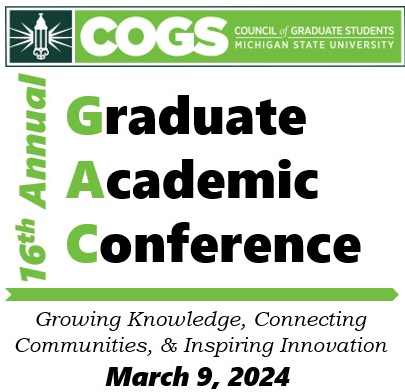 COGS
COUNCIL of GRADUATE STUDENTS
MICHIGAN STATE UNIVERSITY
16th Annual
Graduate
Academic
Conference
Growing Knowledge, Connecting
Communities, & Inspiring Innovation
March 9, 2024